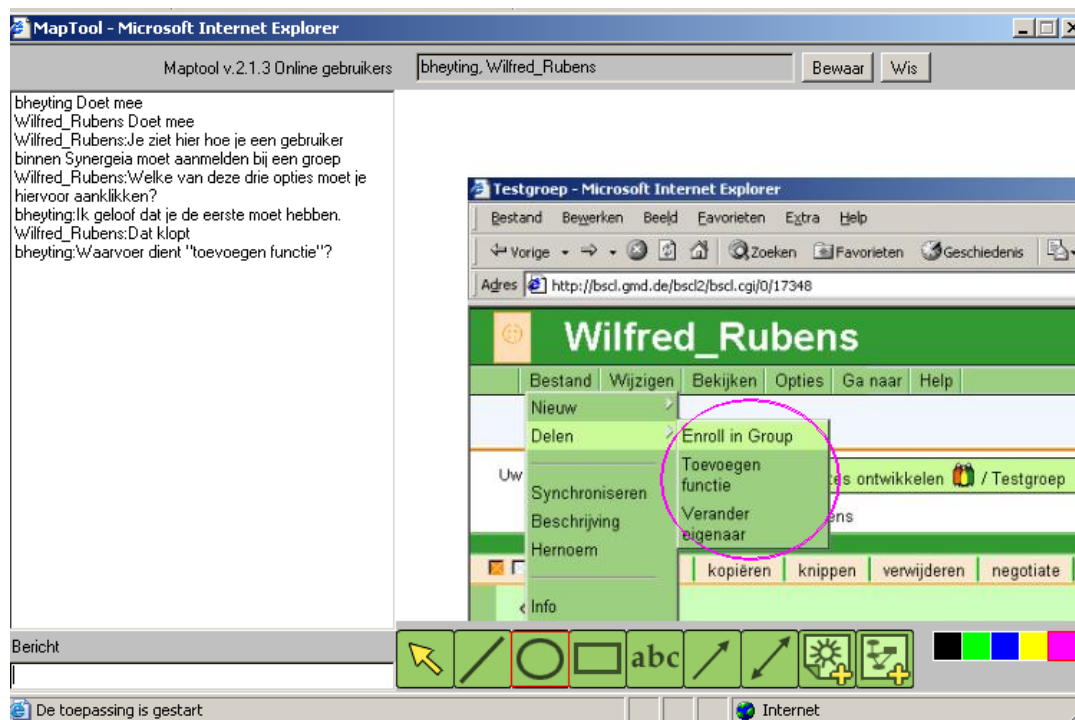 MapTool - Microsoft Internet Explorer
Maptool v.2.1.3 Online gebruikers
bheyting, Wilfred_Rubens
Bewaar
Wis
bheyting Doet mee
Wilfred_Rubens Doet mee
Wilfred_Rubens:Je ziet hier hoe je een gebruiker
binnen Synergeia moet aanmelden bij een groep
Wilfred_Rubens:Welke van deze drie opties moet je
hiervoor aanklikken?
bheyting:Ik geloof dat je de eerste moet hebben.
Wilfred_Rubens:Dat klopt
bheyting:Waarvoer dient "toevoegen functie"?
Testgroep - Microsoft Internet Explorer
Bestand Bewerken Beeld Eavorieten Extra Help
Vorige Zoeken Favorieten Geschiedenis
Adres http://bscl.gmd.de/bscl2/bscl.cgi/0/17348
Wilfred_Rubens
Bestand Wijzigen Bekijken Opties Ga naar Help
Nieuw
Delen
Enroll in Group
Toevoegen
functie
Verander
eigenaar
Uw
ontwikkelen / Testgroep
Synchroniseren
Beschrijving
Hernoem
Info
kopiëren knippen verwijderen negotiate
Bericht
abc
De toepassing is gestart
Internet